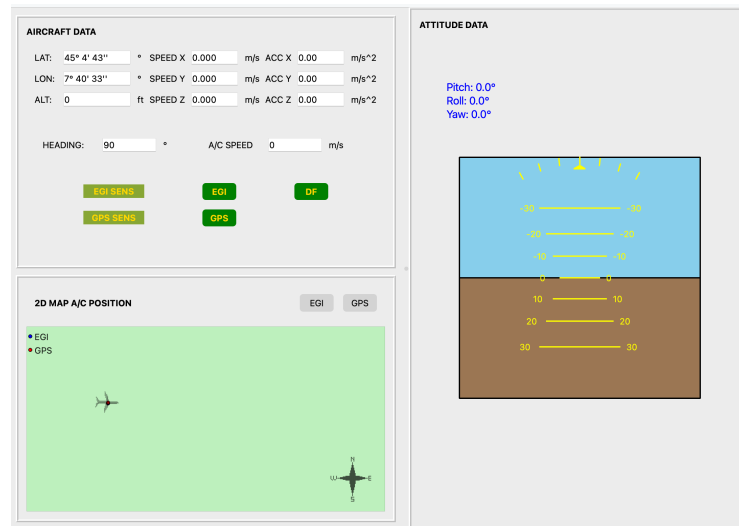 AIRCRAFT DATA
LAT: 45° 4' 43'' ° SPEED X 0.000 m/s ACC X 0.00 m/s^2
LON: 7° 40' 33'' ° SPEED Y 0.000 m/s ACC Y 0.00 m/s^2
ALT: 0 ft SPEED Z 0.000 m/s ACC Z 0.00 m/s^2
HEADING: 90 ° A/C SPEED 0 m/s
EGI SENS EGI DF
GPS SENS GPS
2D MAP A/C POSITION EGI GPS
EGI
GPS
N
W E
S
ATTITUDE DATA
Pitch: 0.0°
Roll: 0.0°
Yaw: 0.0°
-30 -30
-20 -20
-10 -10
0 0
10 10
20 20
30 30